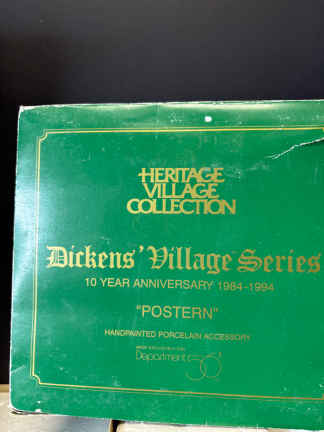 HERITAGE
VILLAGE
COLLECTION
Dickens' Village Series
10 YEAR ANNIVERSARY 1984-1994
"POSTERN"
HANDPAINTED PORCELAIN ACCESSORY
Department 56